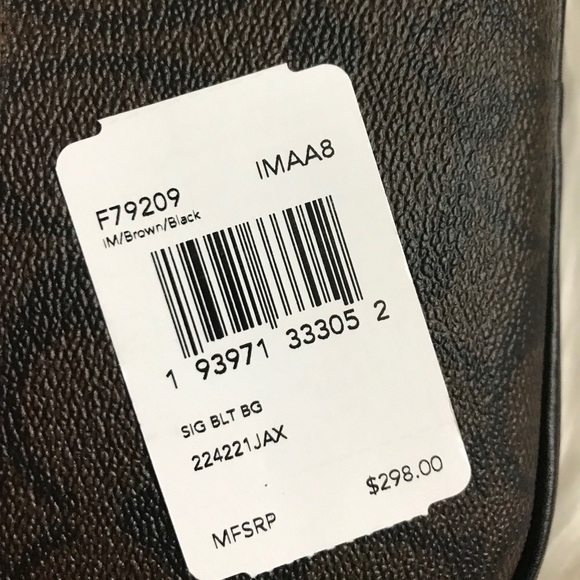 F79209 IMAA8
IM/Brown/Black
1 93971 33305 2
SIG BLT BG
224221JAX
MFSRP $298.00